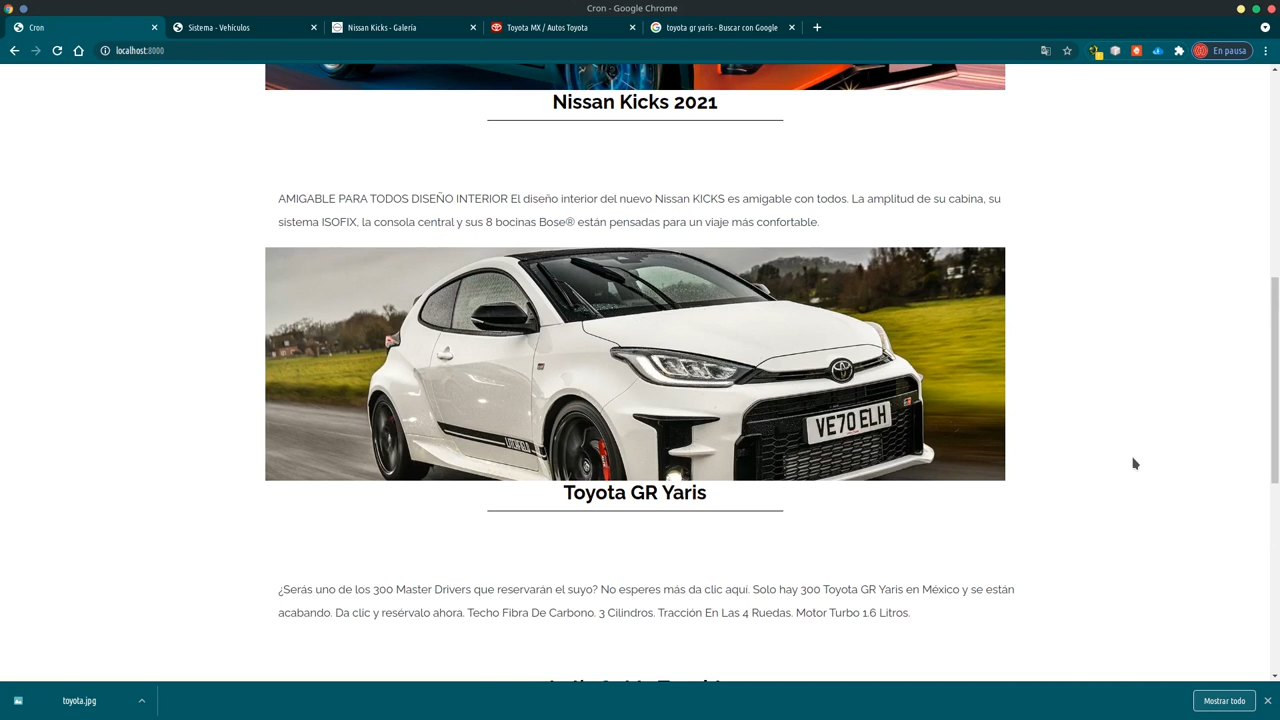 Cron - Google Chrome
Cron
Sistema - Vehículos
Nissan Kicks - Galería
Toyota MX / Autos Toyota
toyota gr yaris - Buscar con Google
localhost:8000
En pausa
Nissan Kicks 2021
AMIGABLE PARA TODOS DISEÑO INTERIOR El diseño interior del nuevo Nissan KICKS es amigable con todos. La amplitud de su cabina, su
sistema ISOFIX, la consola central y sus 8 bocinas Bose® están pensadas para un viaje más confortable.
LITCHFIELD
VE70 ELH
Toyota GR Yaris
¿Serás uno de los 300 Master Drivers que reservarán el suyo? No esperes más da clic aquí. Solo hay 300 Toyota GR Yaris en México y se están
acabando. Da clic y resérvalo ahora. Techo Fibra De Carbono. 3 Cilindros. Tracción En Las 4 Ruedas. Motor Turbo 1.6 Litros.
toyota.jpg
Mostrar todo